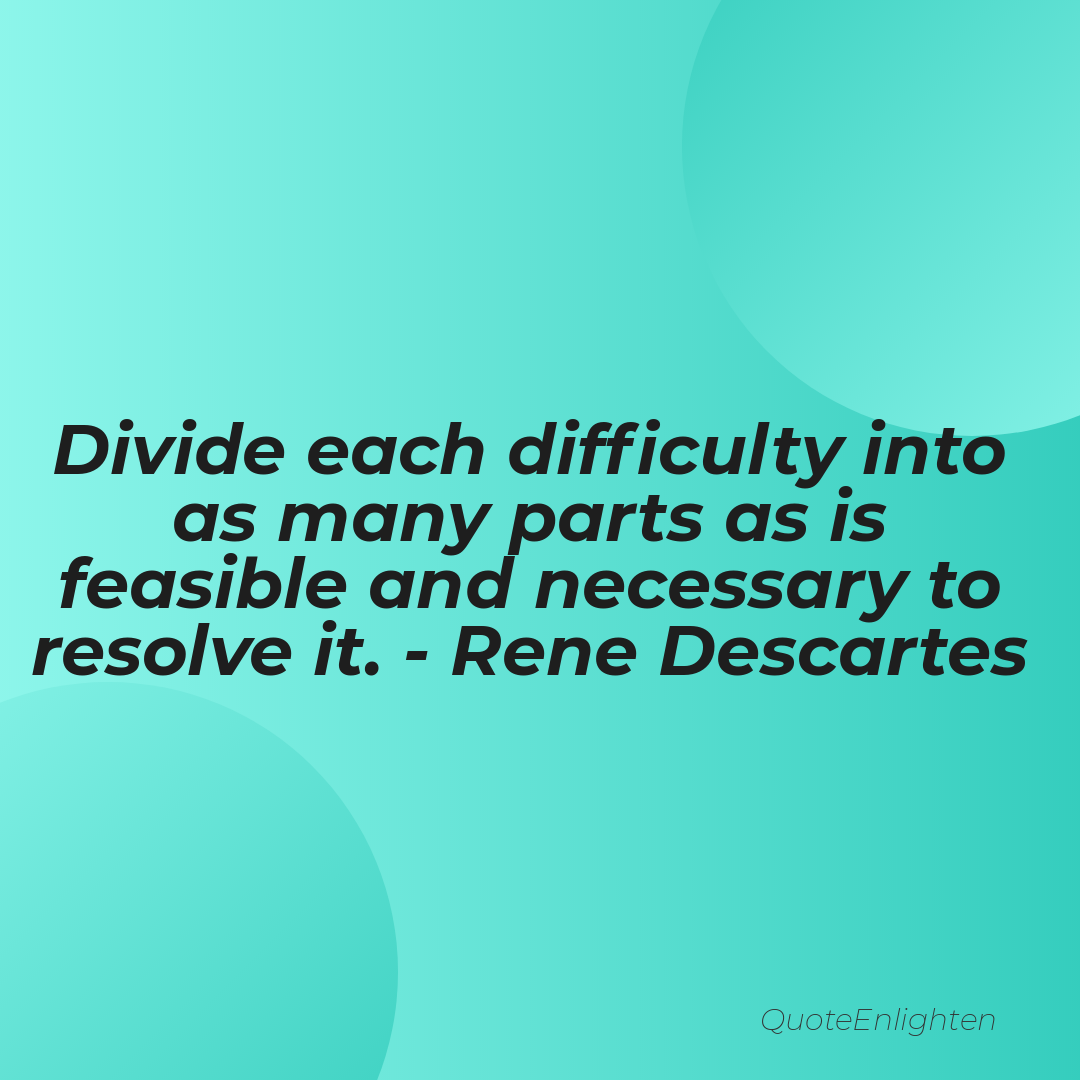 Divide each difficulty into
as many parts as is
feasible and necessary to
resolve it. - Rene Descartes
QuoteEnlighten